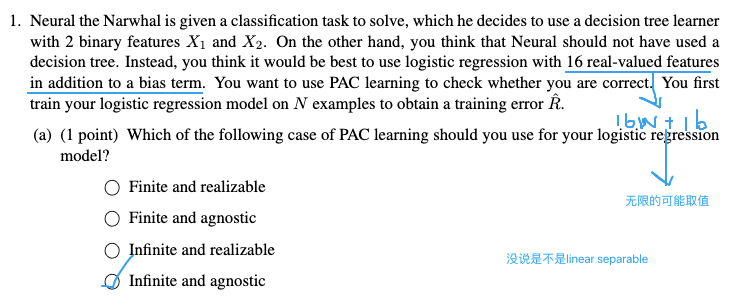 1. Neural the Narwhal is given a classification task to solve, which he decides to use a decision tree learner
with 2 binary features X₁ and X₂. On the other hand, you think that Neural should not have used a
decision tree. Instead, you think it would be best to use logistic regression with 16 real-valued features
in addition to a bias term. You want to use PAC learning to check whether you are correct. You first
train your logistic regression model on N examples to obtain a training error R̂.
16W + 1b
(a) (1 point) Which of the following case of PAC learning should you use for your logistic regression
model?
Finite and realizable
无限的可能取值
Finite and agnostic
Infinite and realizable
没说是不是linear separable
Infinite and agnostic